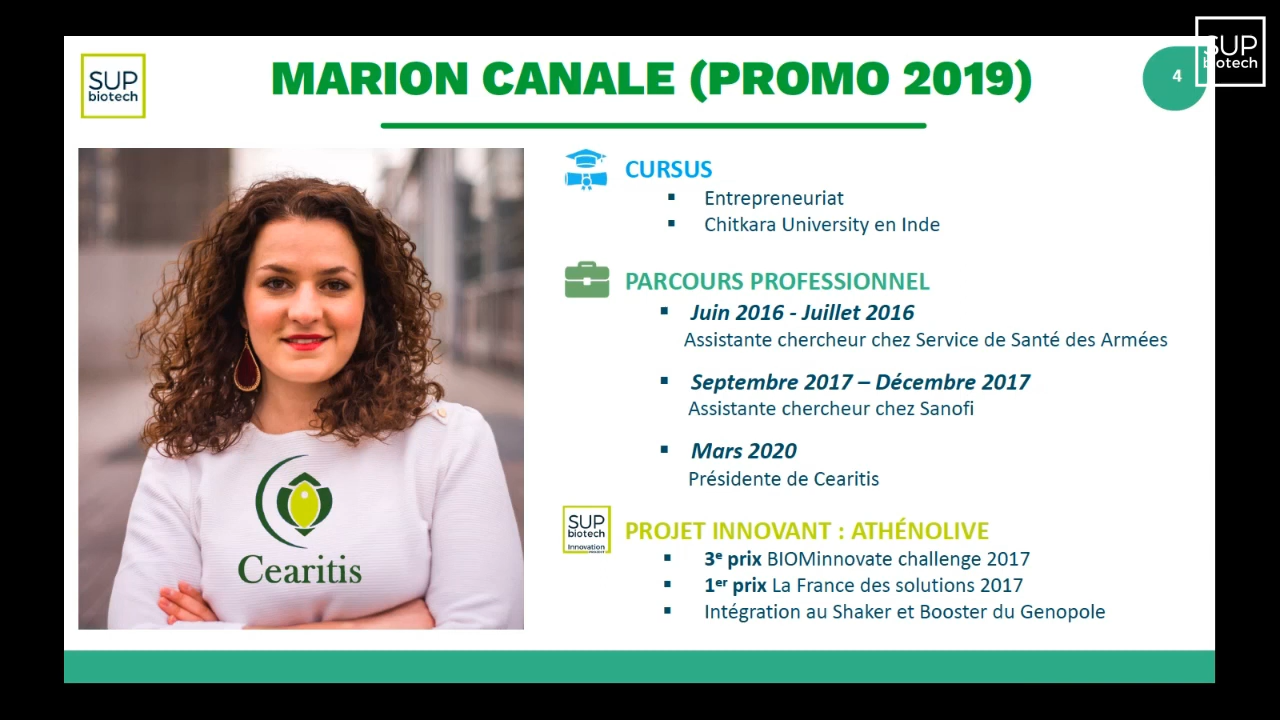 SUP
biotech
MARION CANALE (PROMO 2019)
4
SUP
biotech
CURSUS
▪ Entrepreneuriat
▪ Chitkara University en Inde
PARCOURS PROFESSIONNEL
▪ Juin 2016 - Juillet 2016
Assistante chercheur chez Service de Santé des Armées
▪ Septembre 2017 – Décembre 2017
Assistante chercheur chez Sanofi
▪ Mars 2020
Présidente de Cearitis
Cearitis
SUP
biotech
Innovation
PROJET INNOVANT : ATHÉNOLIVE
▪ 3e prix BIOMinnovate challenge 2017
▪ 1er prix La France des solutions 2017
▪ Intégration au Shaker et Booster du Genopole